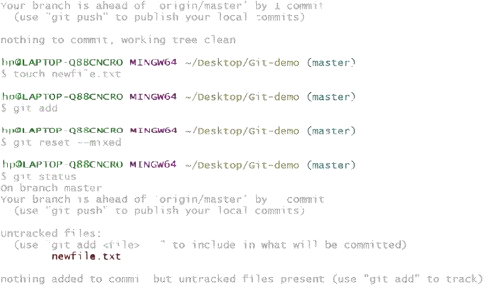 Your branch is ahead of 'origin/master' by 1 commit
(use "git push" to publish your local commits)
nothing to commit, working tree clean
hp@LAPTOP-Q88CNCRO MINGW64 ~/Desktop/Git-demo (master)
$ touch newfile.txt
hp@LAPTOP-Q88CNCRO MINGW64 ~/Desktop/Git-demo (master)
$ git add
hp@LAPTOP-Q88CNCRO MINGW64 ~/Desktop/Git-demo (master)
$ git reset --mixed
hp@LAPTOP-Q88CNCRO MINGW64 ~/Desktop/Git-demo (master)
$ git status
On branch master
Your branch is ahead of 'origin/master' by commit
(use "git push" to publish your local commits)
Untracked files:
(use "git add <file> " to include in what will be committed)
newfile.txt
nothing added to commi but untracked files present (use "git add" to track)